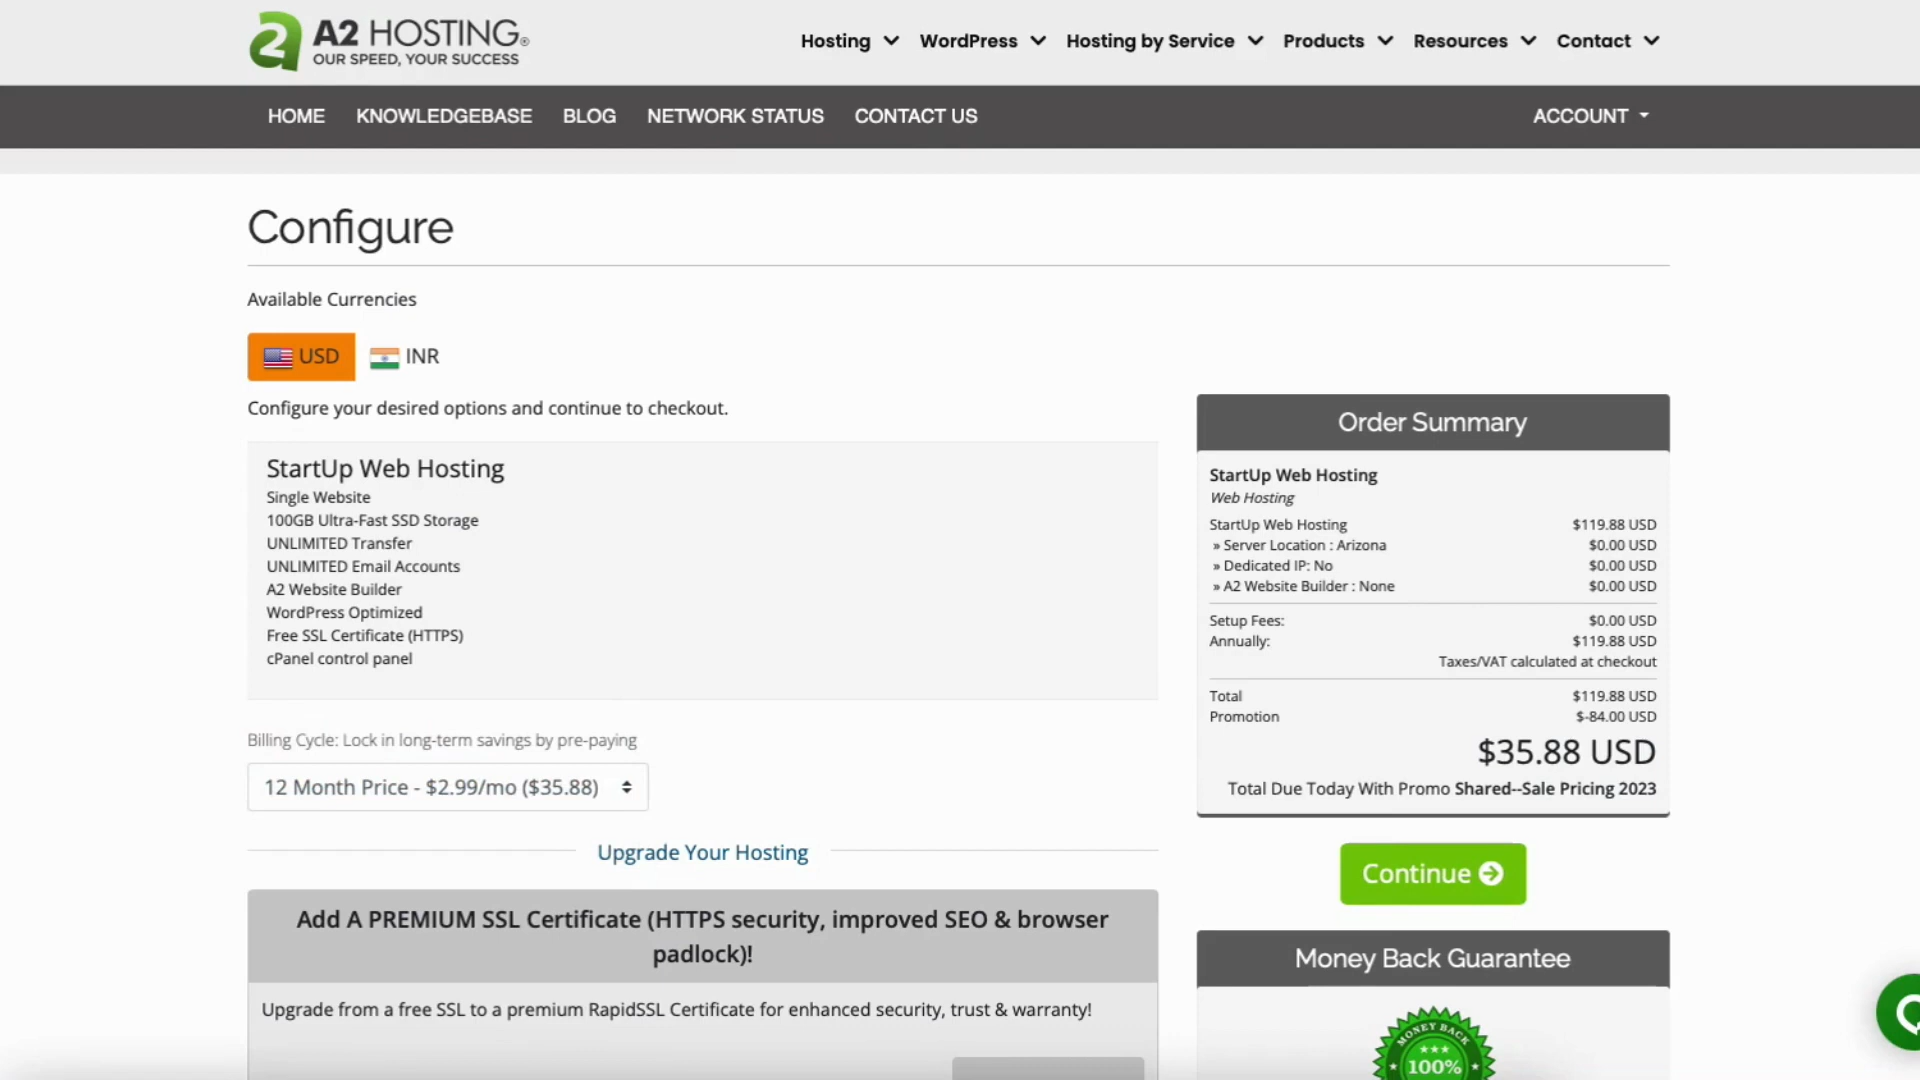 A2 HOSTING®
OUR SPEED, YOUR SUCCESS
Hosting
WordPress
Hosting by Service
Products
Resources
Contact
HOME
KNOWLEDGEBASE
BLOG
NETWORK STATUS
CONTACT US
ACCOUNT
Configure
Available Currencies
USD
INR
Configure your desired options and continue to checkout.
StartUp Web Hosting
Single Website
100GB Ultra-Fast SSD Storage
UNLIMITED Transfer
UNLIMITED Email Accounts
A2 Website Builder
WordPress Optimized
Free SSL Certificate (HTTPS)
cPanel control panel
Billing Cycle: Lock in long-term savings by pre-paying
12 Month Price - $2.99/mo ($35.88)
Upgrade Your Hosting
Add A PREMIUM SSL Certificate (HTTPS security, improved SEO & browser
padlock)!
Upgrade from a free SSL to a premium RapidSSL Certificate for enhanced security, trust & warranty!
Order Summary
StartUp Web Hosting
Web Hosting
StartUp Web Hosting $119.88 USD
» Server Location : Arizona $0.00 USD
» Dedicated IP: No $0.00 USD
» A2 Website Builder : None $0.00 USD
Setup Fees: $0.00 USD
Annually: $119.88 USD
Taxes/VAT calculated at checkout
Total $119.88 USD
Promotion $-84.00 USD
$35.88 USD
Total Due Today With Promo Shared--Sale Pricing 2023
Continue
Money Back Guarantee
MONEY BACK
100%